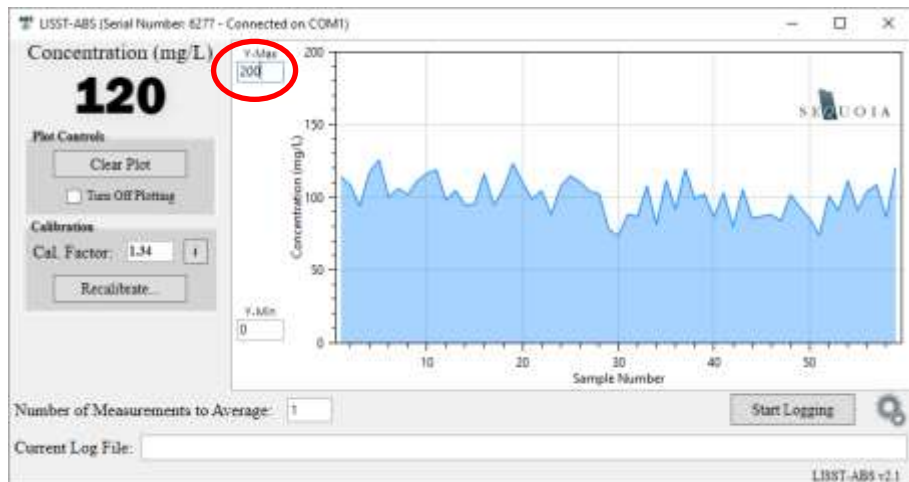 LISST-ABS (Serial Number: 6277 - Connected on COM1)
Concentration (mg/L)
120
Plot Controls
Clear Plot
Turn Off Plotting
Calibration
Cal. Factor: 1.34 i
Recalibrate...
Y-Max
200
Y-Min
0
200
150
100
50
0
Concentration (mg/L)
SEQUOIA
10 20 30 40 50
Sample Number
Number of Measurements to Average: 1
Start Logging
Current Log File:
LISST-ABS v2.1